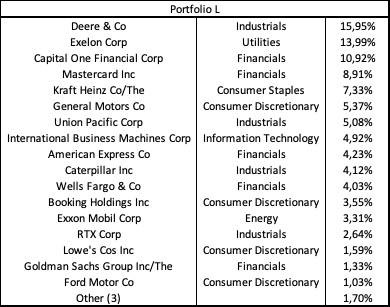 Portfolio L
Deere & Co Industrials 15,95%
Exelon Corp Utilities 13,99%
Capital One Financial Corp Financials 10,92%
Mastercard Inc Financials 8,91%
Kraft Heinz Co/The Consumer Staples 7,33%
General Motors Co Consumer Discretionary 5,37%
Union Pacific Corp Industrials 5,08%
International Business Machines Corp Information Technology 4,92%
American Express Co Financials 4,23%
Caterpillar Inc Industrials 4,12%
Wells Fargo & Co Financials 4,03%
Booking Holdings Inc Consumer Discretionary 3,55%
Exxon Mobil Corp Energy 3,31%
RTX Corp Industrials 2,64%
Lowe's Cos Inc Consumer Discretionary 1,59%
Goldman Sachs Group Inc/The Financials 1,33%
Ford Motor Co Consumer Discretionary 1,03%
Other (3) 1,70%